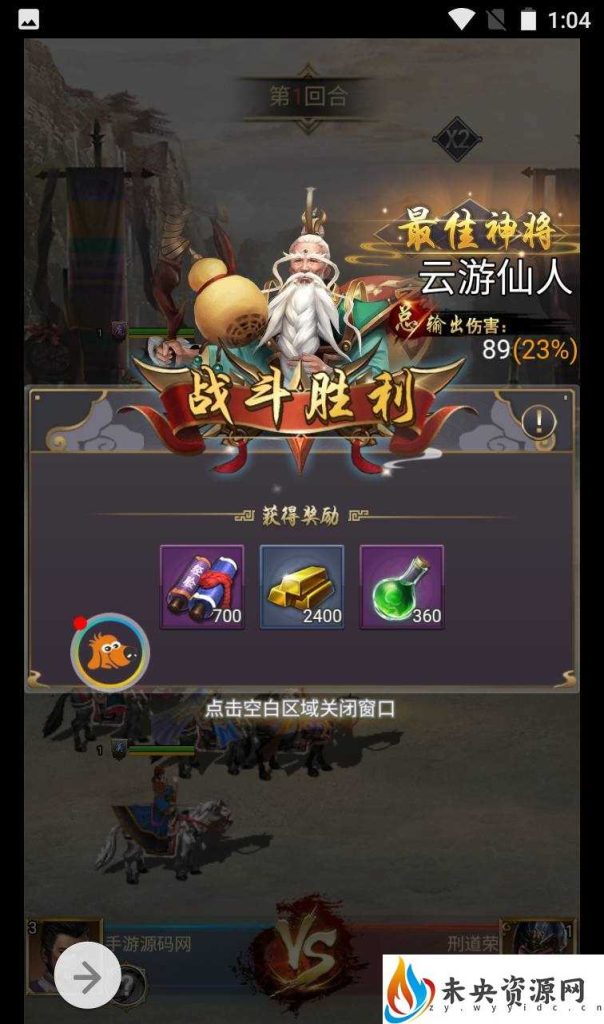 1:04
第1回合
X2
最佳神将
云游仙人
总输出伤害:
89(23%)
1
战斗胜利
获得奖励
700
2400
360
点击空白区域关闭窗口
1
3
手游源码网
VS
刑道荣
1
未央资源网
zy.wyyidc.cn